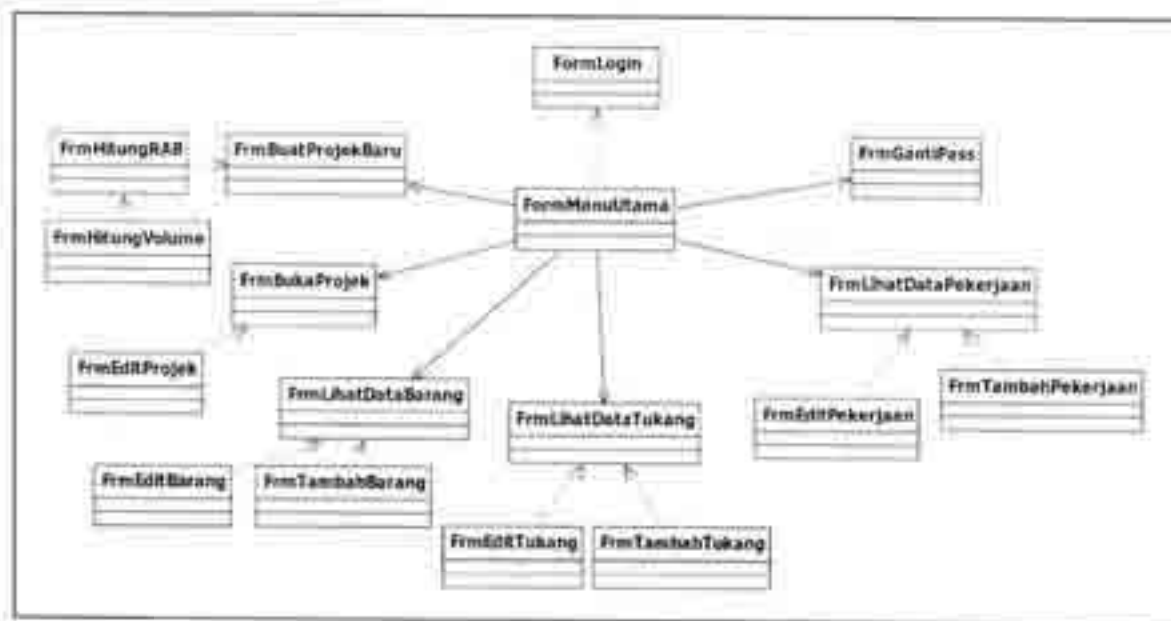 FormLogin
FrmHitungRAB
FrmBuatProjekBaru
FrmGantiPass
FormMenuUtama
FrmHitungVolume
FrmBukaProjek
FrmLihatDataPekerjaan
FrmEditProjek
FrmLihatDataBarang
FrmTambahPekerjaan
FrmLihatDataTukang
FrmEditPekerjaan
FrmEditBarang
FrmTambahBarang
FrmEditTukang
FrmTambahTukang